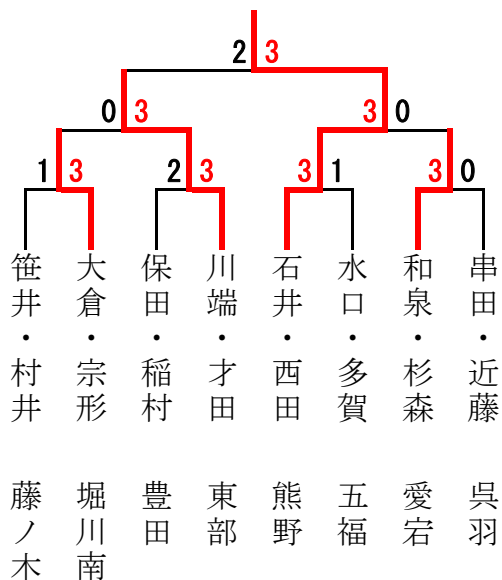 2 3
0 3 3 0
1 3 2 3 3 1 3 0
笹井・村井 藤ノ木
大倉・宗形 堀川南
保田・稲村 豊田
川端・才田 東部
石井・西田 熊野
水口・多賀 五福
和泉・杉森 愛宕
串田・近藤 呉羽